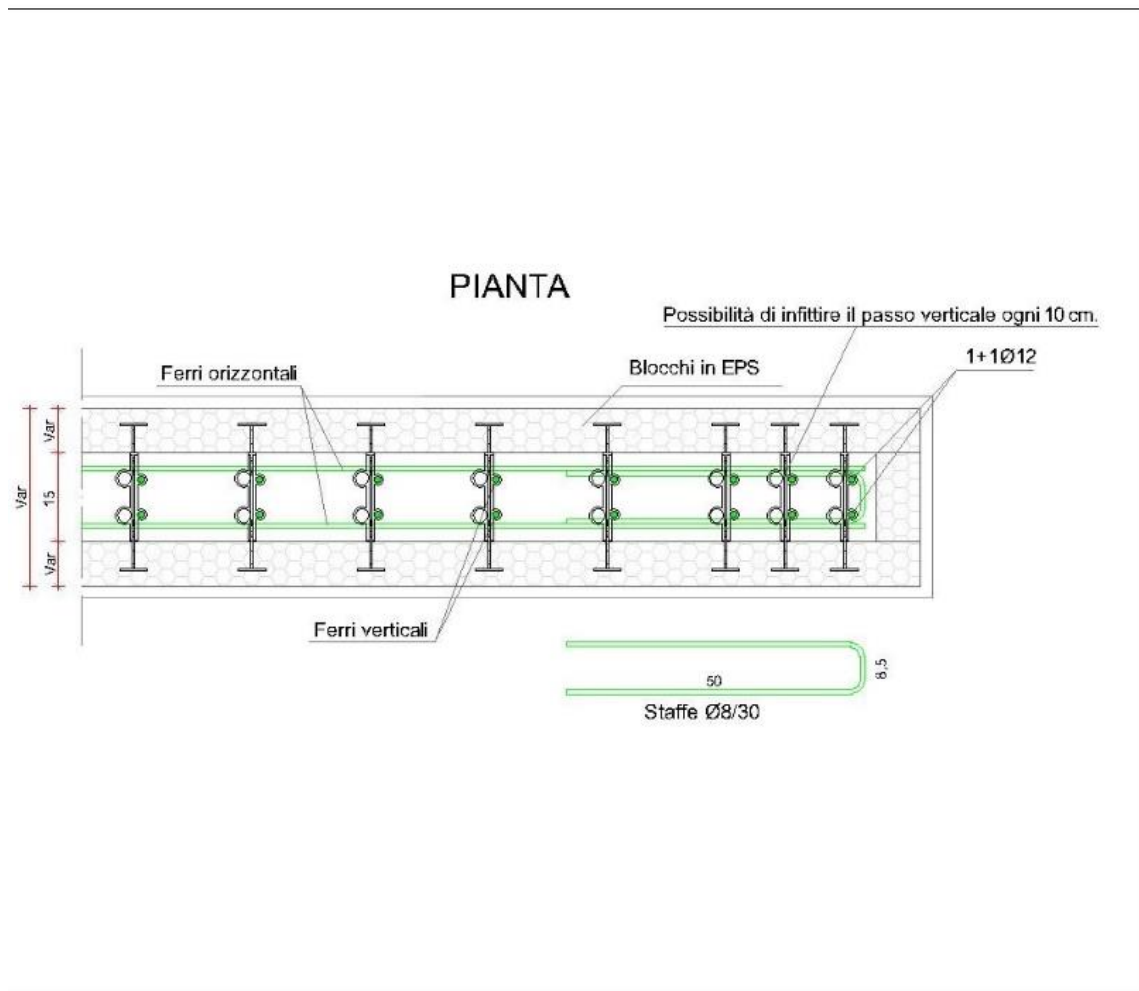 PIANTA
Possibilità di infittire il passo verticale ogni 10 cm.
1+1Ø12
Blocchi in EPS
Ferri orizzontali
Var
Var
15
Var
Ferri verticali
50
8,5
Staffe Ø8/30